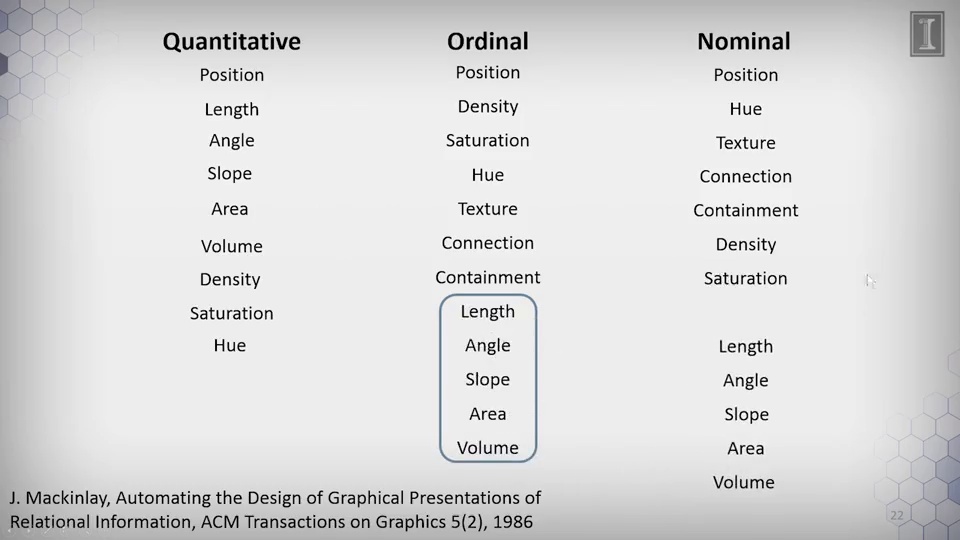 Quantitative
Position
Length
Angle
Slope
Area
Volume
Density
Saturation
Hue
Ordinal
Position
Density
Saturation
Hue
Texture
Connection
Containment
Length
Angle
Slope
Area
Volume
Nominal
Position
Hue
Texture
Connection
Containment
Density
Saturation
Length
Angle
Slope
Area
Volume
J. Mackinlay, Automating the Design of Graphical Presentations of
Relational Information, ACM Transactions on Graphics 5(2), 1986
22
I